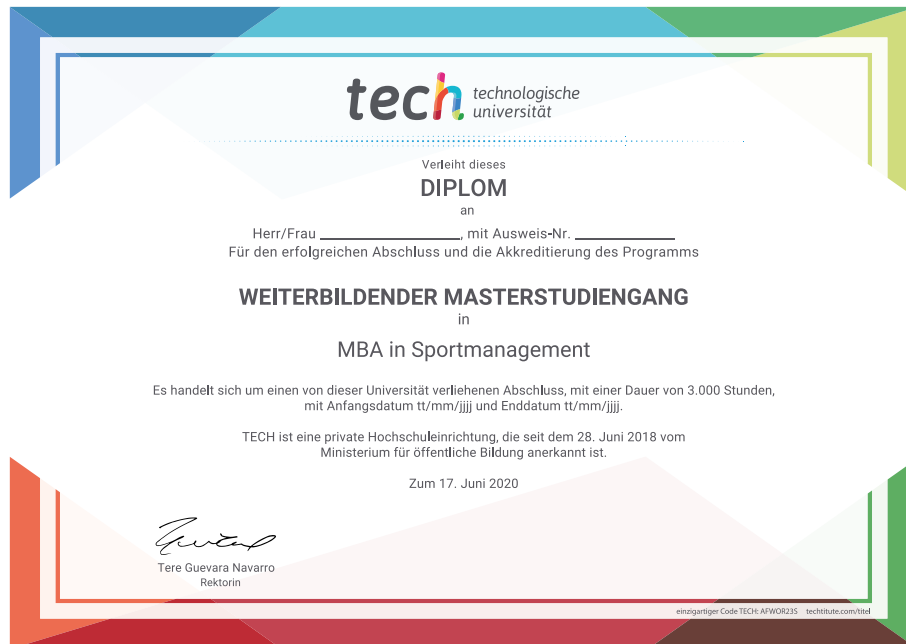 tech technologische
universität
Verleiht dieses
DIPLOM
an
Herr/Frau ____________________, mit Ausweis-Nr. ______________
Für den erfolgreichen Abschluss und die Akkreditierung des Programms
WEITERBILDENDER MASTERSTUDIENGANG
in
MBA in Sportmanagement
Es handelt sich um einen von dieser Universität verliehenen Abschluss, mit einer Dauer von 3.000 Stunden,
mit Anfangsdatum tt/mm/jjjj und Enddatum tt/mm/jjjj.
TECH ist eine private Hochschuleinrichtung, die seit dem 28. Juni 2018 vom
Ministerium für öffentliche Bildung anerkannt ist.
Zum 17. Juni 2020
Tere Guevara Navarro
Rektorin
einzigartiger Code TECH: AFWOR23S techtitute.com/titel